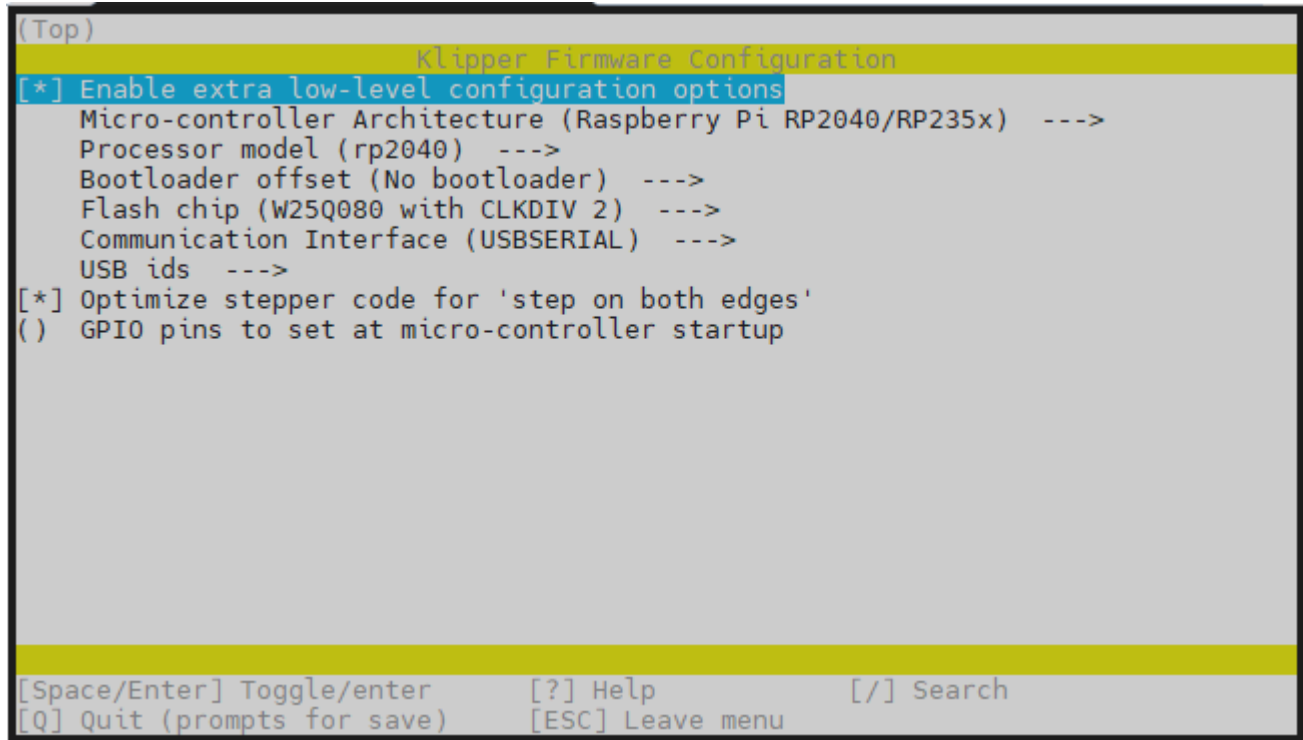 (Top)
Klipper Firmware Configuration
[*] Enable extra low-level configuration options
Micro-controller Architecture (Raspberry Pi RP2040/RP235x)  --->
Processor model (rp2040)  --->
Bootloader offset (No bootloader)  --->
Flash chip (W25Q080 with CLKDIV 2)  --->
Communication Interface (USBSERIAL)  --->
USB ids  --->
[*] Optimize stepper code for 'step on both edges'
()  GPIO pins to set at micro-controller startup
[Space/Enter] Toggle/enter      [?] Help            [/] Search
[Q] Quit (prompts for save)     [ESC] Leave menu